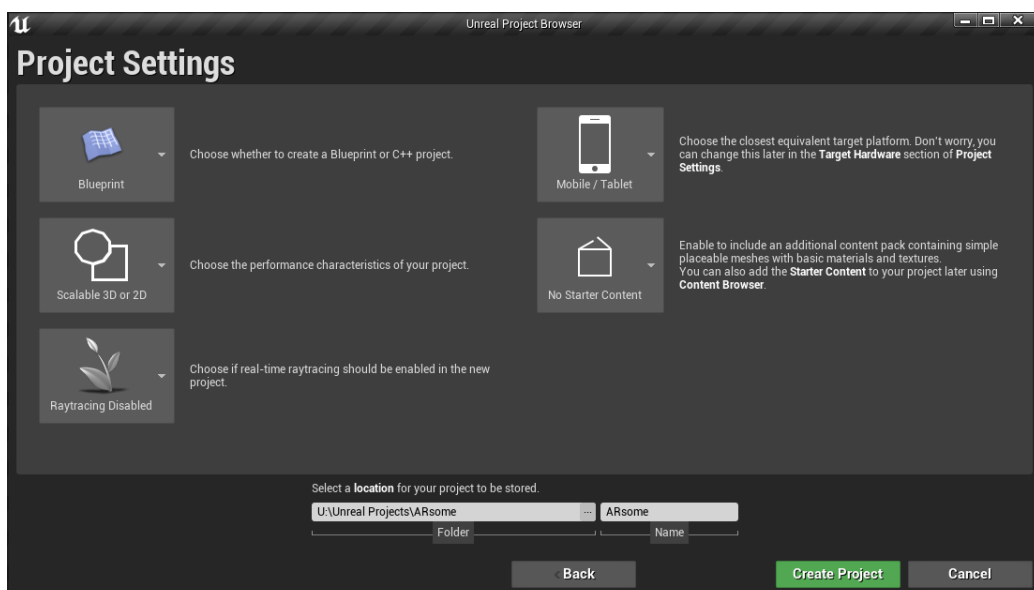 Unreal Project Browser
Project Settings
Blueprint
Choose whether to create a Blueprint or C++ project.
Mobile / Tablet
Choose the closest equivalent target platform. Don't worry, you
can change this later in the Target Hardware section of Project
Settings.
Scalable 3D or 2D
Choose the performance characteristics of your project.
No Starter Content
Enable to include an additional content pack containing simple
placeable meshes with basic materials and textures.
You can also add the Starter Content to your project later using
Content Browser.
Raytracing Disabled
Choose if real-time raytracing should be enabled in the new
project.
Select a location for your project to be stored.
U:\Unreal Projects\ARsome
...
ARsome
Folder
Name
Back
Create Project
Cancel